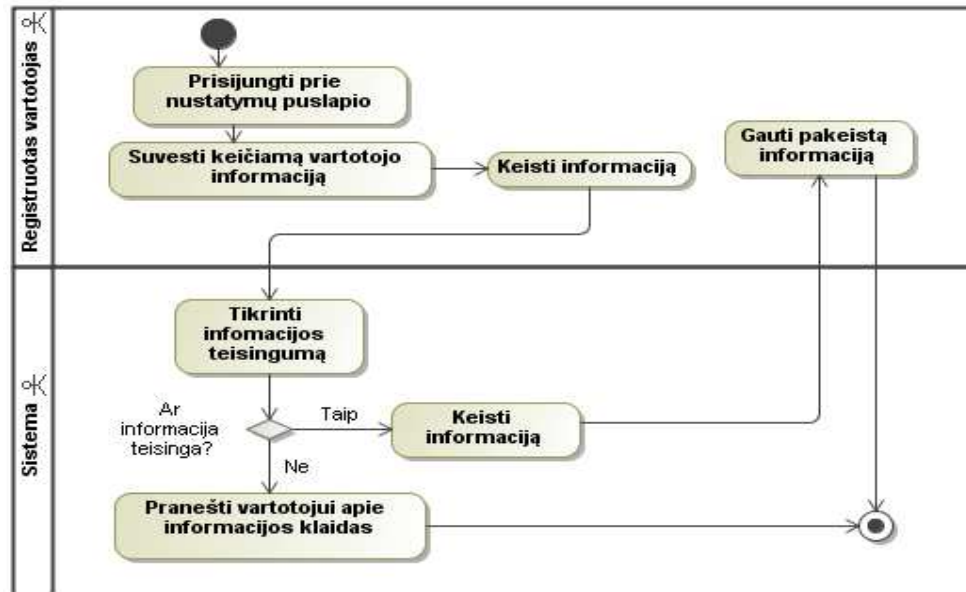 Registruotas vartotojas
Prisijungti prie
nustatymų puslapio
Suvesti keičiamą vartotojo
informaciją
Keisti informaciją
Gauti pakeistą
informaciją
Sistema
Tikrinti
infomacijos
teisingumą
Ar
informacija
teisinga?
Taip
Keisti
informaciją
Ne
Pranešti vartotojui apie
informacijos klaidas